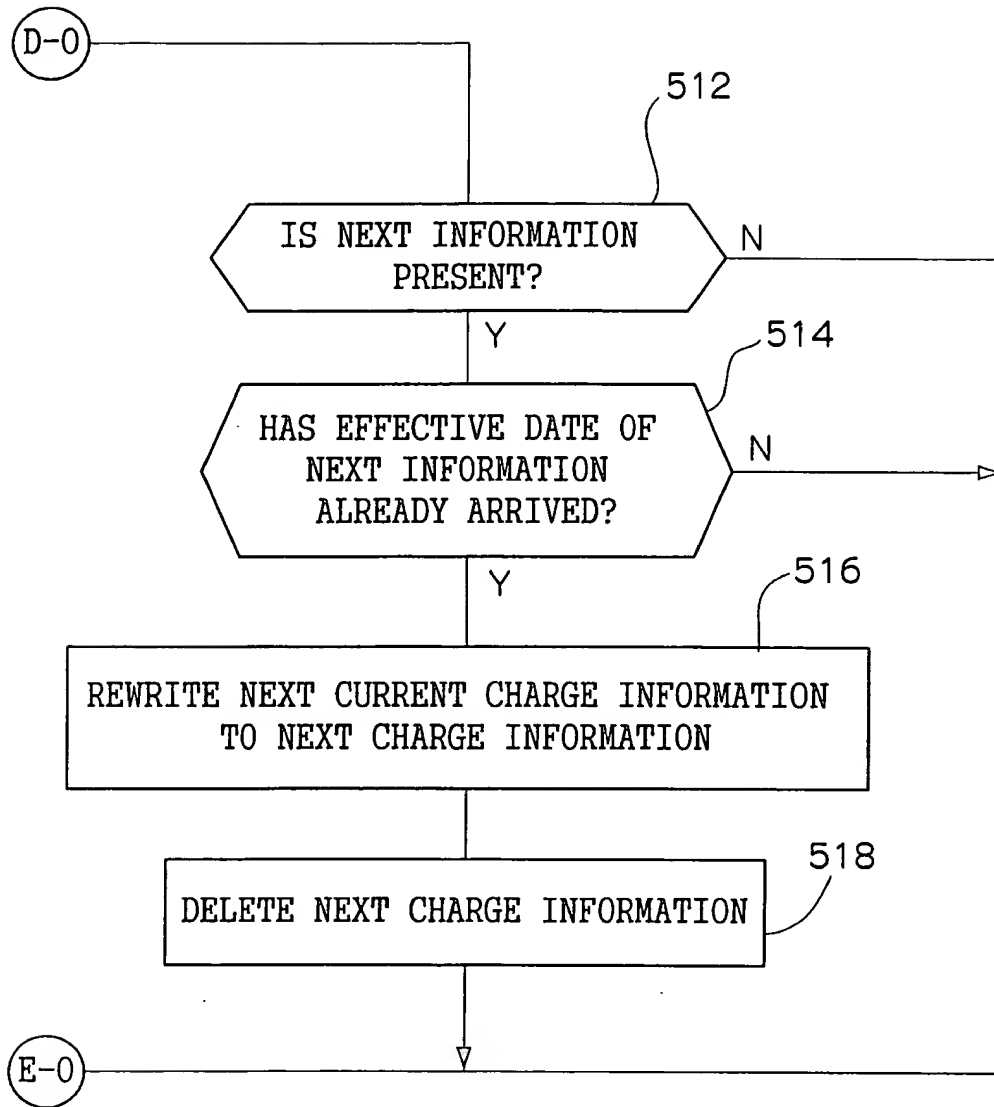 D-0
512
IS NEXT INFORMATION
PRESENT?
N
Y
514
HAS EFFECTIVE DATE OF
NEXT INFORMATION
ALREADY ARRIVED?
N
Y
516
REWRITE NEXT CURRENT CHARGE INFORMATION
TO NEXT CHARGE INFORMATION
518
DELETE NEXT CHARGE INFORMATION
E-0